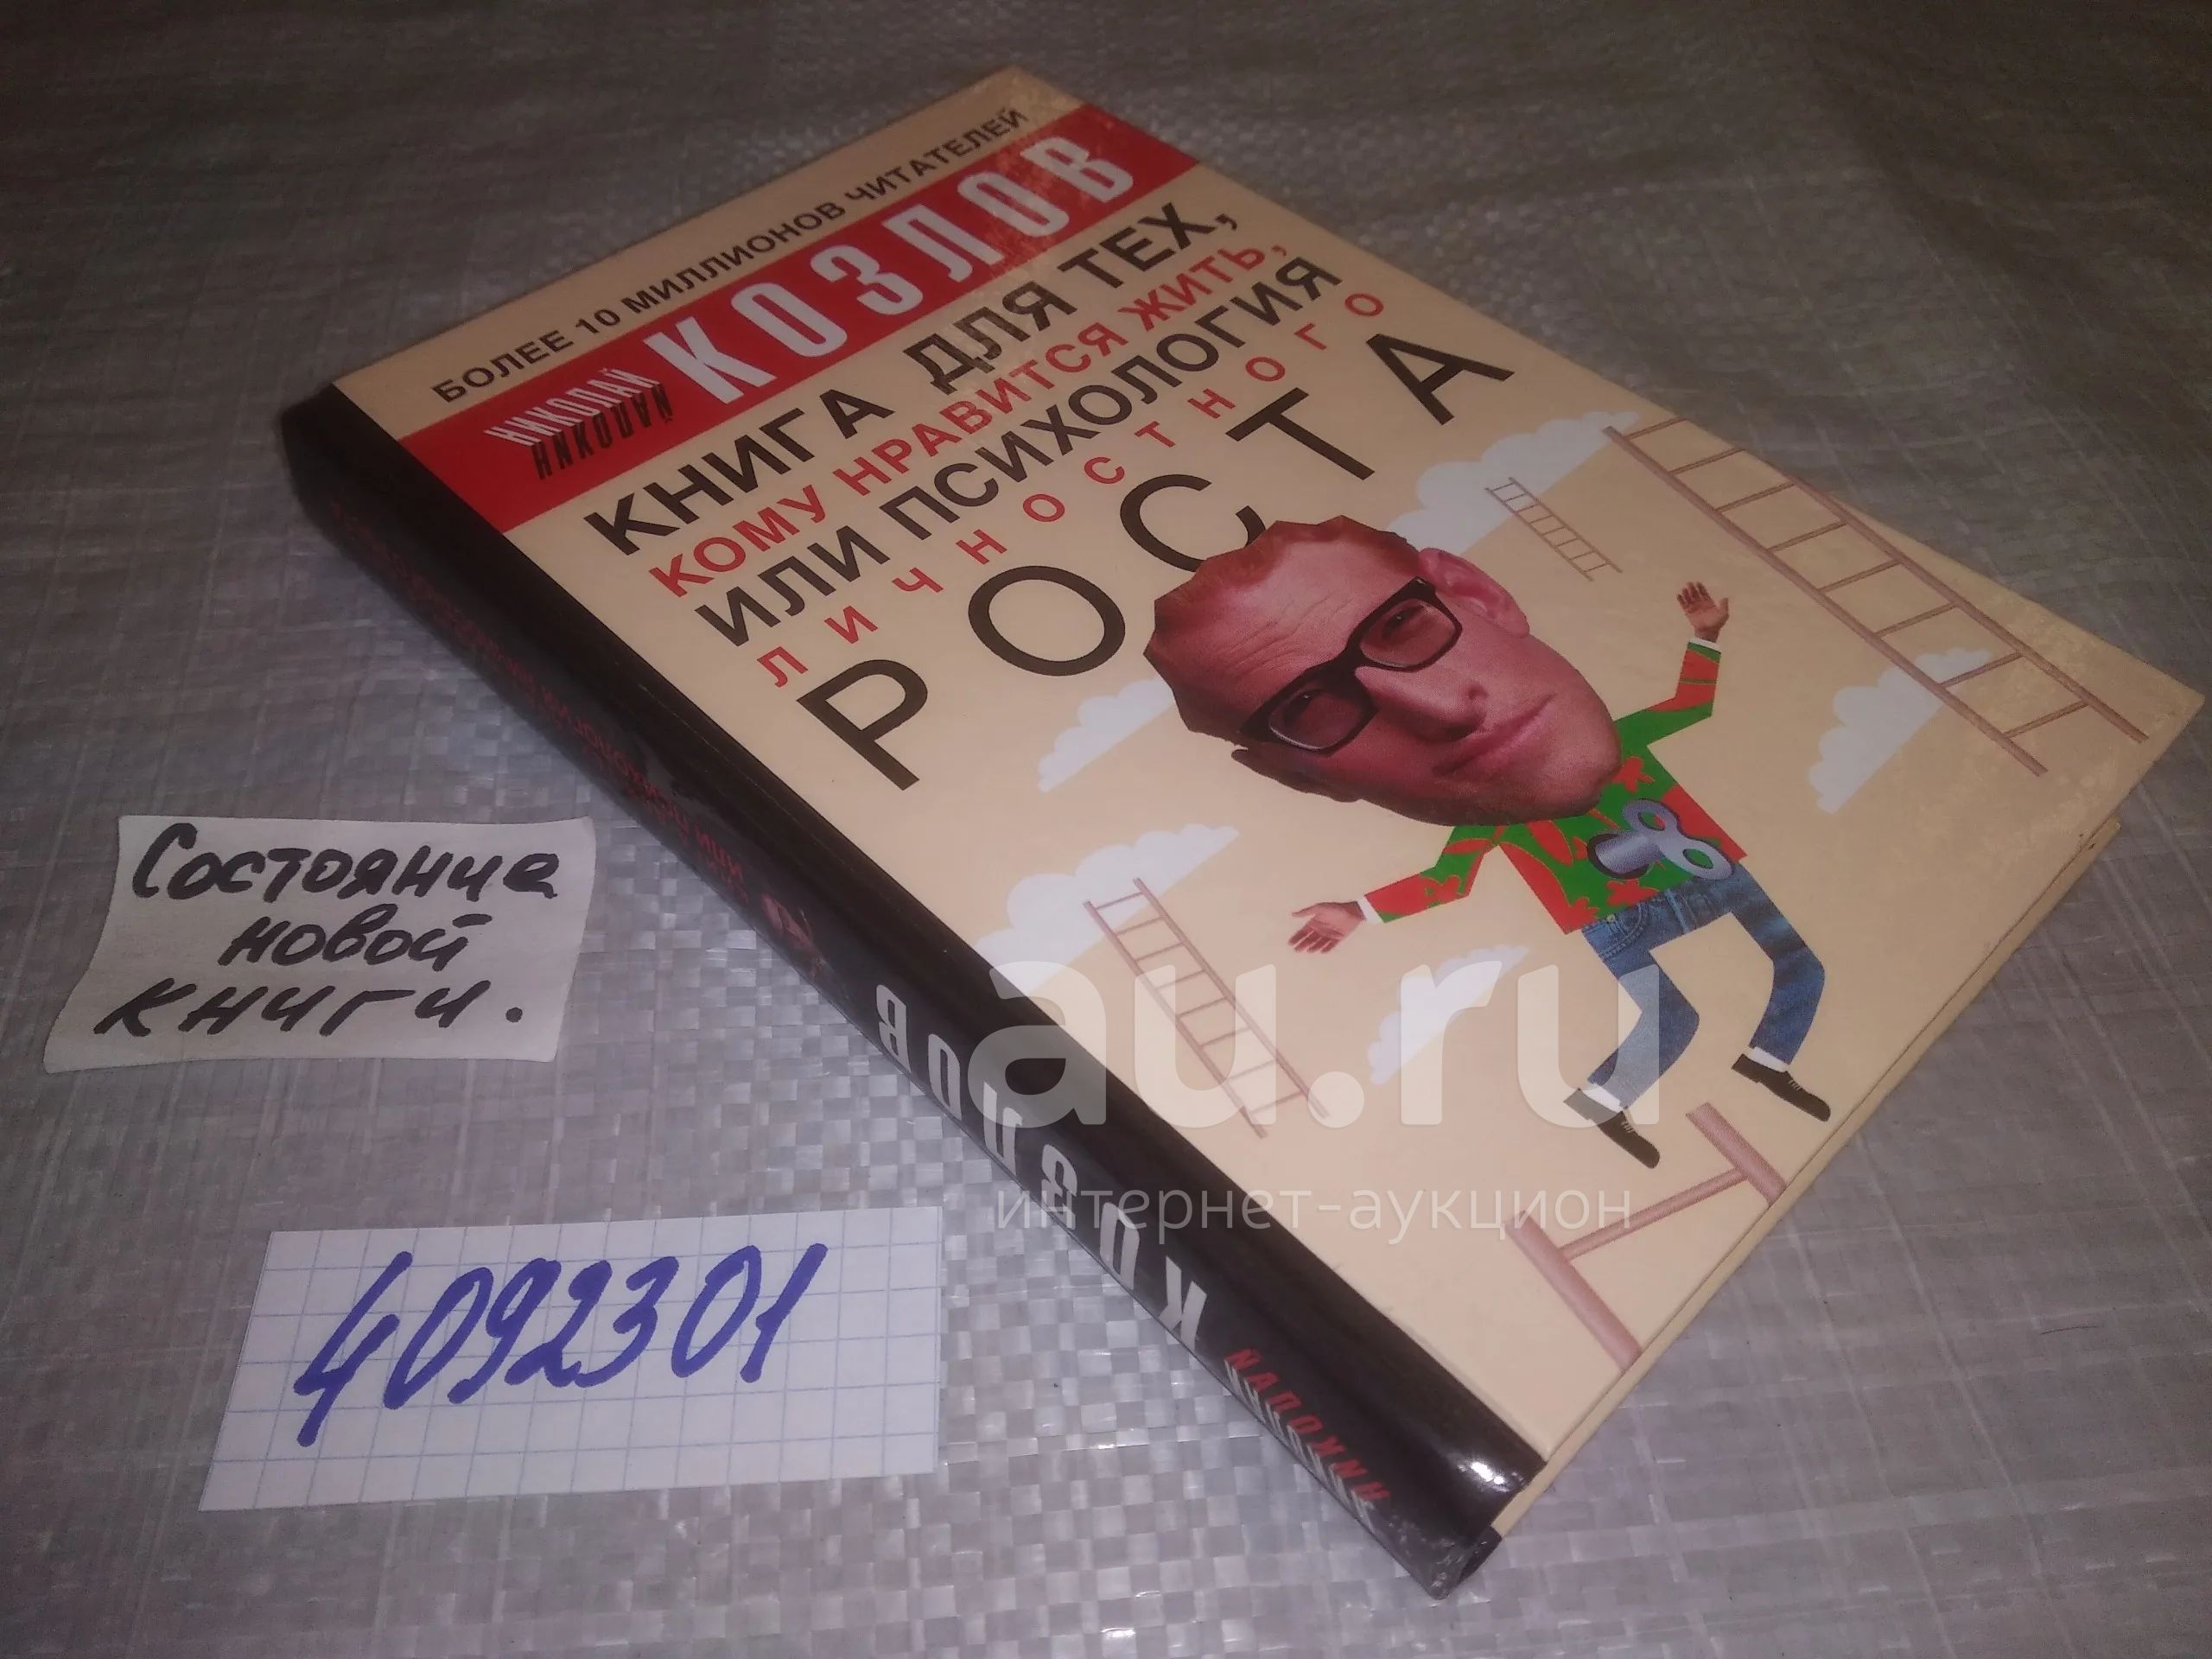 БОЛЕЕ 10 МИЛЛИОНОВ ЧИТАТЕЛЕЙ
НИКОЛАЙ КОЗЛОВ
КНИГА ДЛЯ ТЕХ,
КОМУ НРАВИТСЯ ЖИТЬ,
ИЛИ ПСИХОЛОГИЯ
ЛИЧНОСТНОГО
РОСТА
НИКОЛАЙ КОЗЛОВ
Состояние
новой
книги.
4092301
au.ru
интернет-аукцион